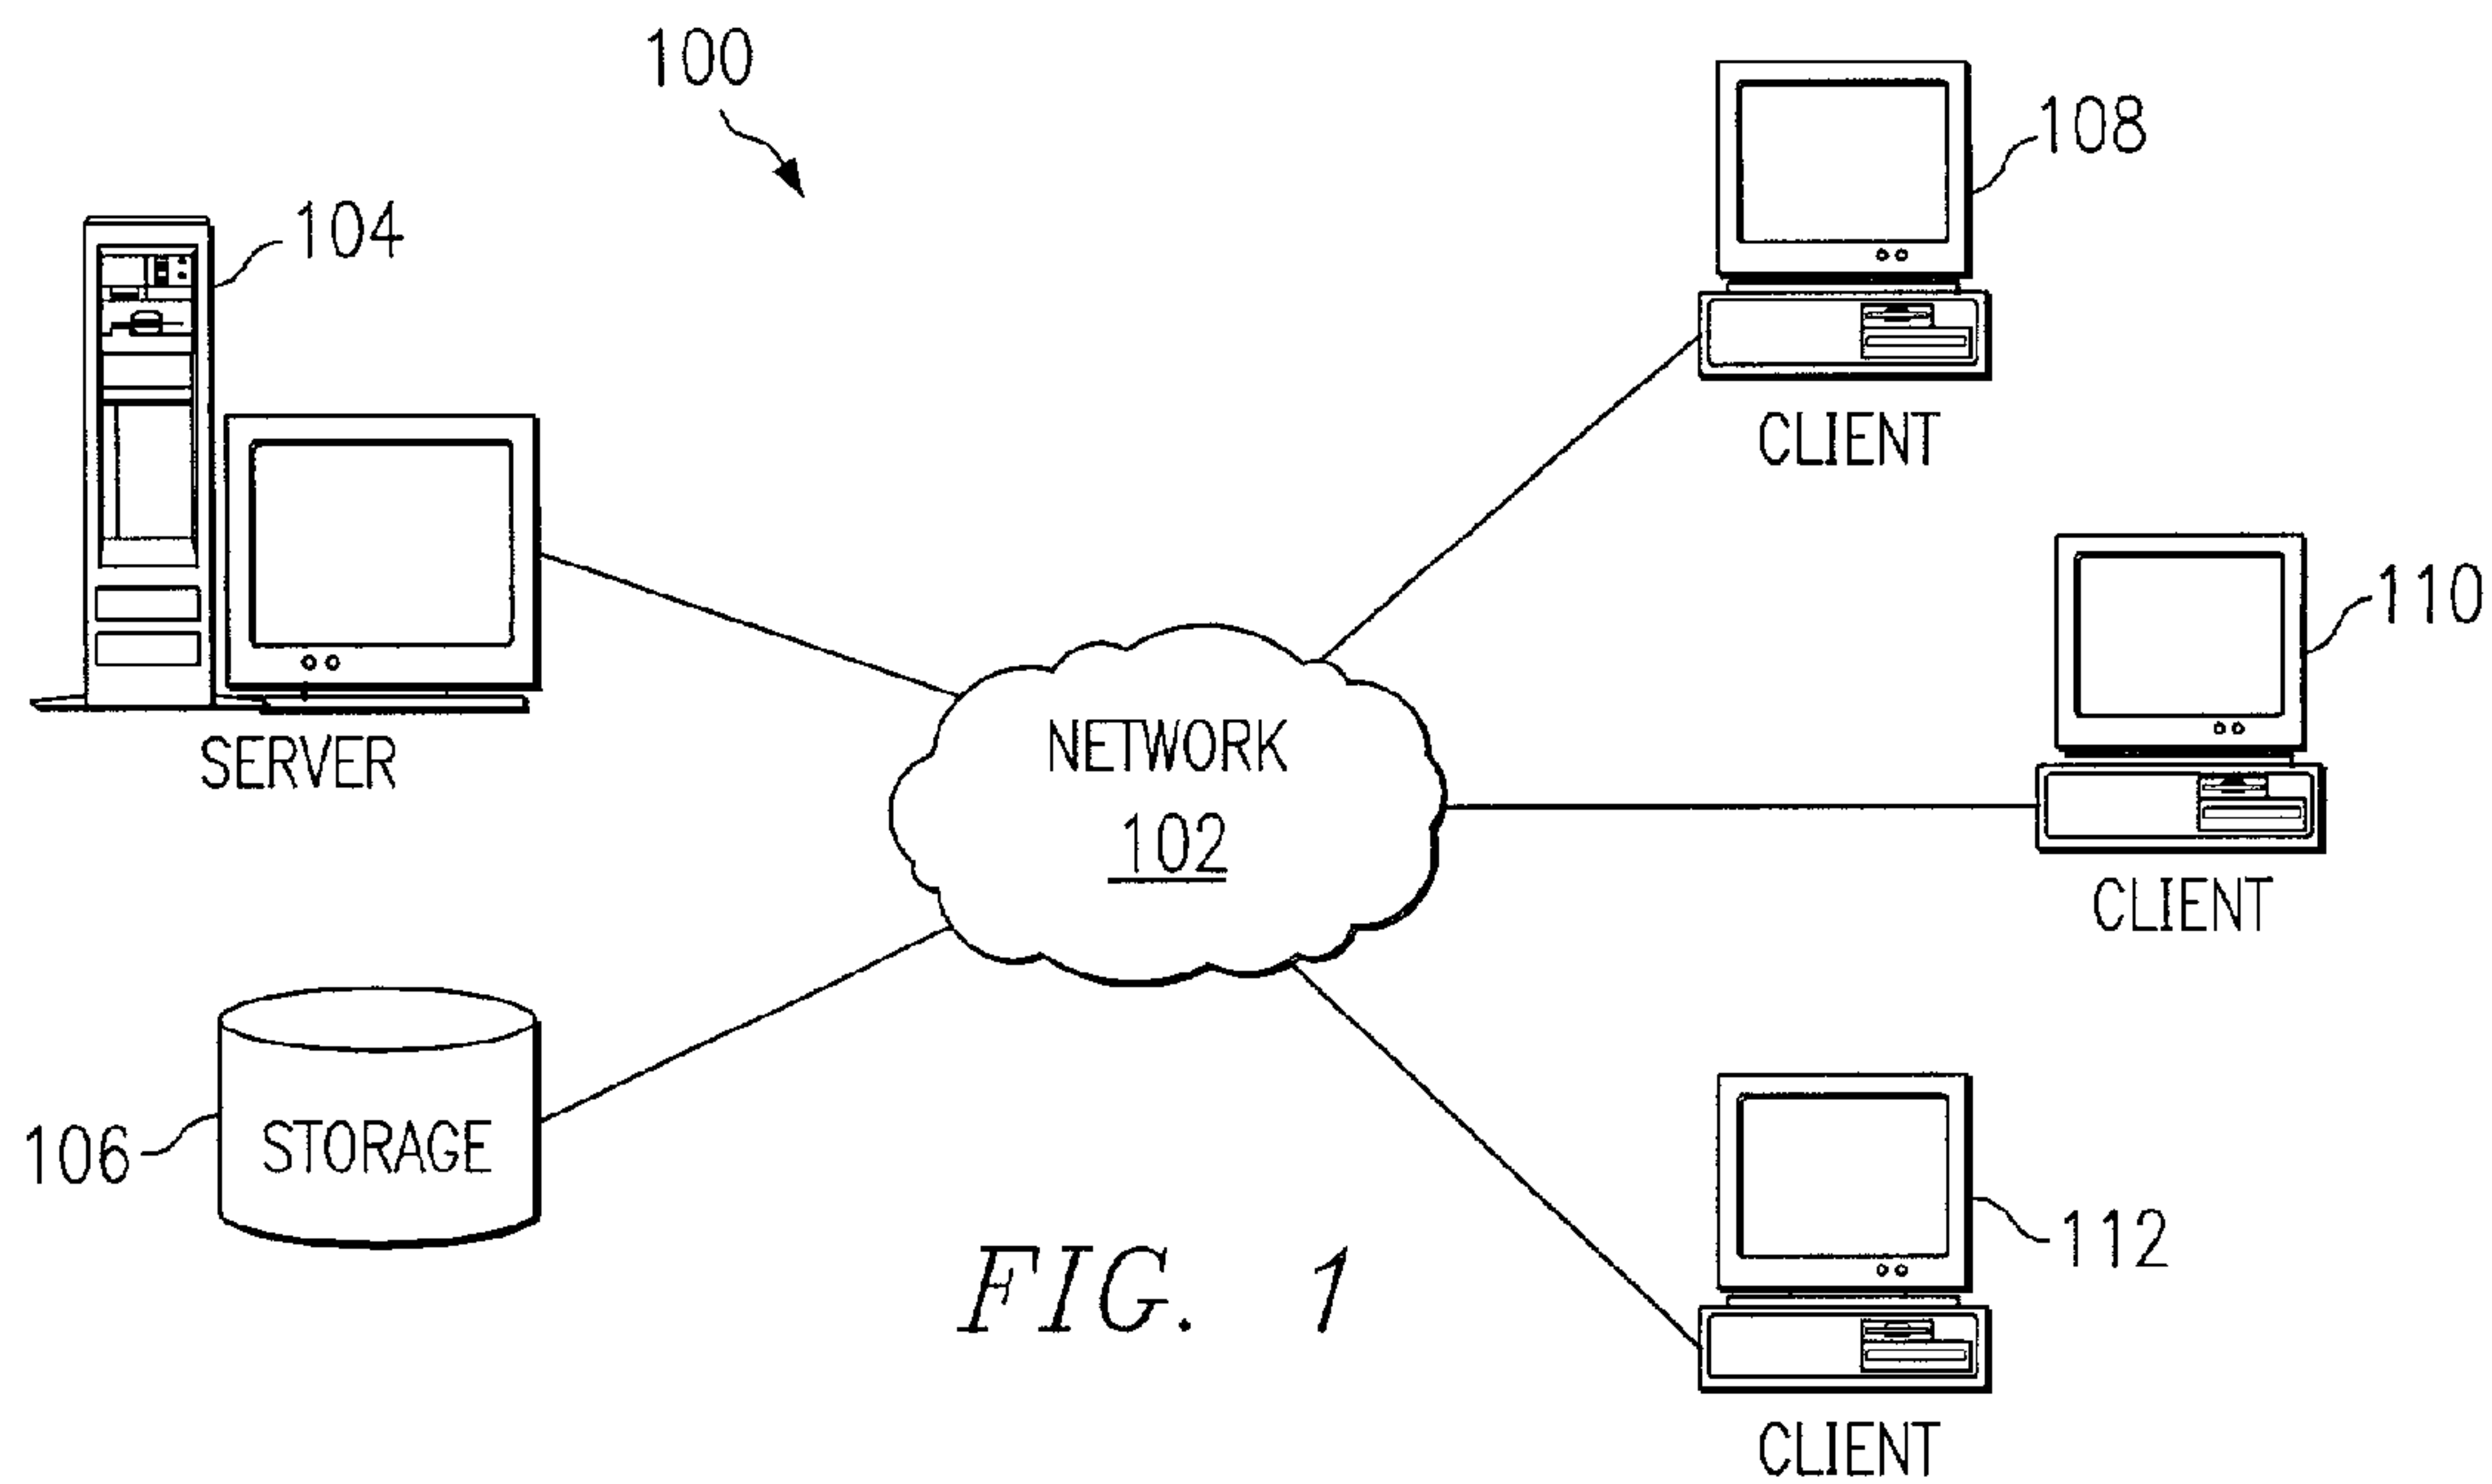 100
108
104
CLIENT
110
SERVER
NETWORK
102
CLIENT
106
STORAGE
112
FIG. 1
CLIENT